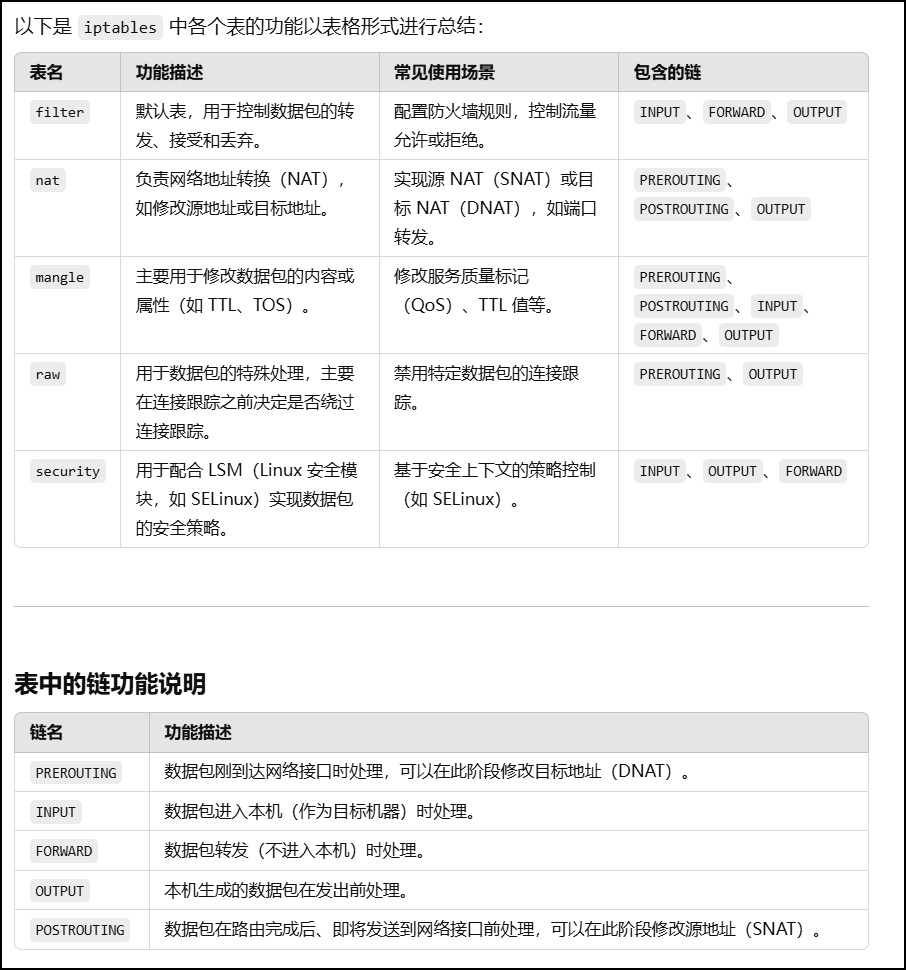 以下是 iptables 中各个表的功能以表格形式进行总结：
表名 功能描述 常见使用场景 包含的链
filter 默认表，用于控制数据包的转 配置防火墙规则，控制流量 INPUT 、 FORWARD 、 OUTPUT
发、接受和丢弃。 允许或拒绝。
nat 负责网络地址转换（NAT）， 实现源 NAT（SNAT）或目 PREROUTING 、
如修改源地址或目标地址。 标 NAT（DNAT），如端口 POSTROUTING 、 OUTPUT
转发。
mangle 主要用于修改数据包的内容或 修改服务质量标记 PREROUTING 、
属性（如 TTL、TOS）。 （QoS）、TTL 值等。 POSTROUTING 、 INPUT 、
FORWARD 、 OUTPUT
raw 用于数据包的特殊处理，主要 禁用特定数据包的连接跟 PREROUTING 、 OUTPUT
在连接跟踪之前决定是否绕过 踪。
连接跟踪。
security 用于配合 LSM（Linux 安全模 基于安全上下文的策略控制 INPUT 、 OUTPUT 、 FORWARD
块，如 SELinux）实现数据包 （如 SELinux）。
的安全策略。
表中的链功能说明
链名 功能描述
PREROUTING 数据包刚到达网络接口时处理，可以在此阶段修改目标地址（DNAT）。
INPUT 数据包进入本机（作为目标机器）时处理。
FORWARD 数据包转发（不进入本机）时处理。
OUTPUT 本机生成的数据包在发出前处理。
POSTROUTING 数据包在路由完成后、即将发送到网络接口前处理，可以在此阶段修改源地址（SNAT）。